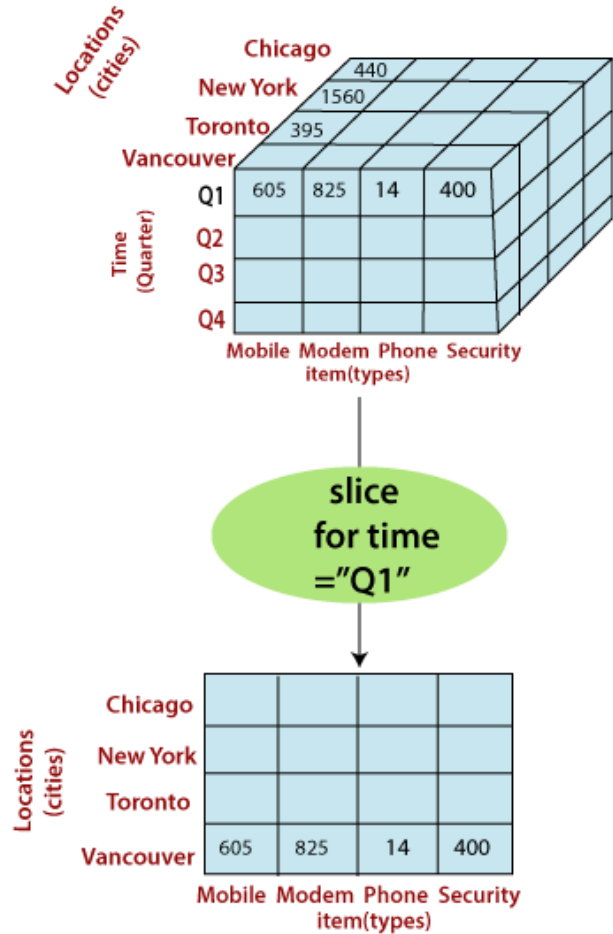 Locations
(cities)
Chicago
440
New York
1560
Toronto
395
Vancouver
Q1
605 825 14 400
Time
(Quarter)
Q2
Q3
Q4
Mobile Modem Phone Security
item(types)
slice
for time
="Q1"
Locations
(cities)
Chicago
New York
Toronto
Vancouver
605 825 14 400
Mobile Modem Phone Security
item(types)